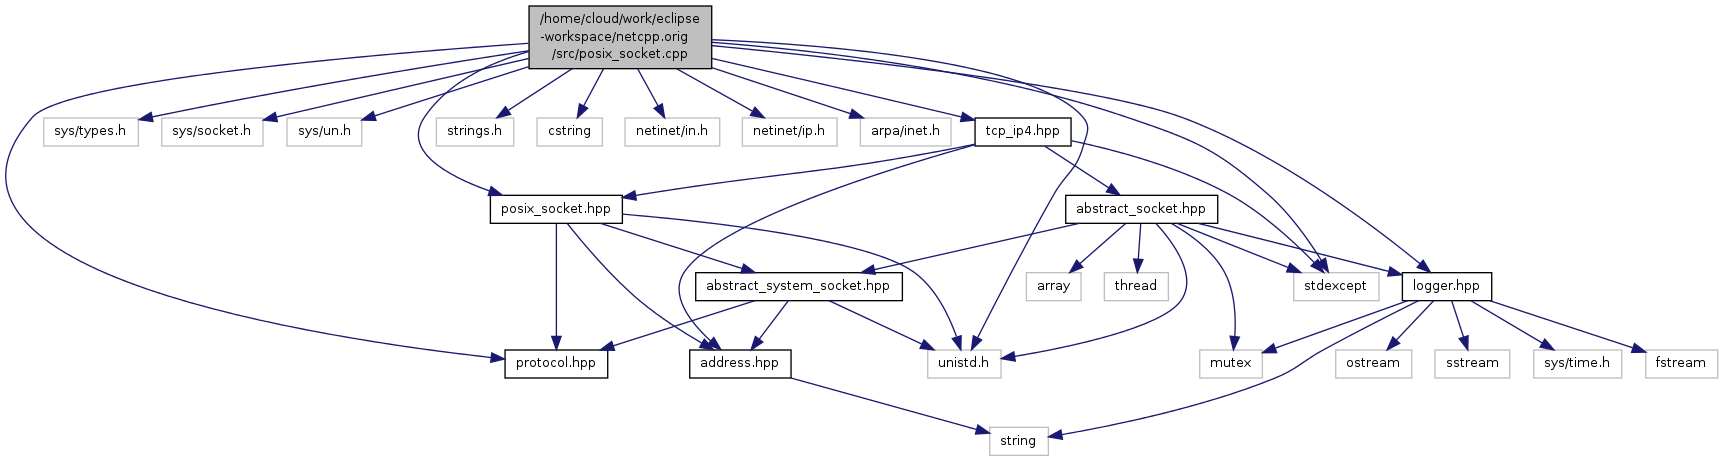 /home/cloud/work/eclipse
-workspace/netcpp.orig
/src/posix_socket.cpp
sys/types.h
sys/socket.h
sys/un.h
strings.h
cstring
netinet/in.h
netinet/ip.h
arpa/inet.h
tcp_ip4.hpp
posix_socket.hpp
abstract_socket.hpp
abstract_system_socket.hpp
array
thread
stdexcept
logger.hpp
protocol.hpp
address.hpp
unistd.h
mutex
ostream
sstream
sys/time.h
fstream
string